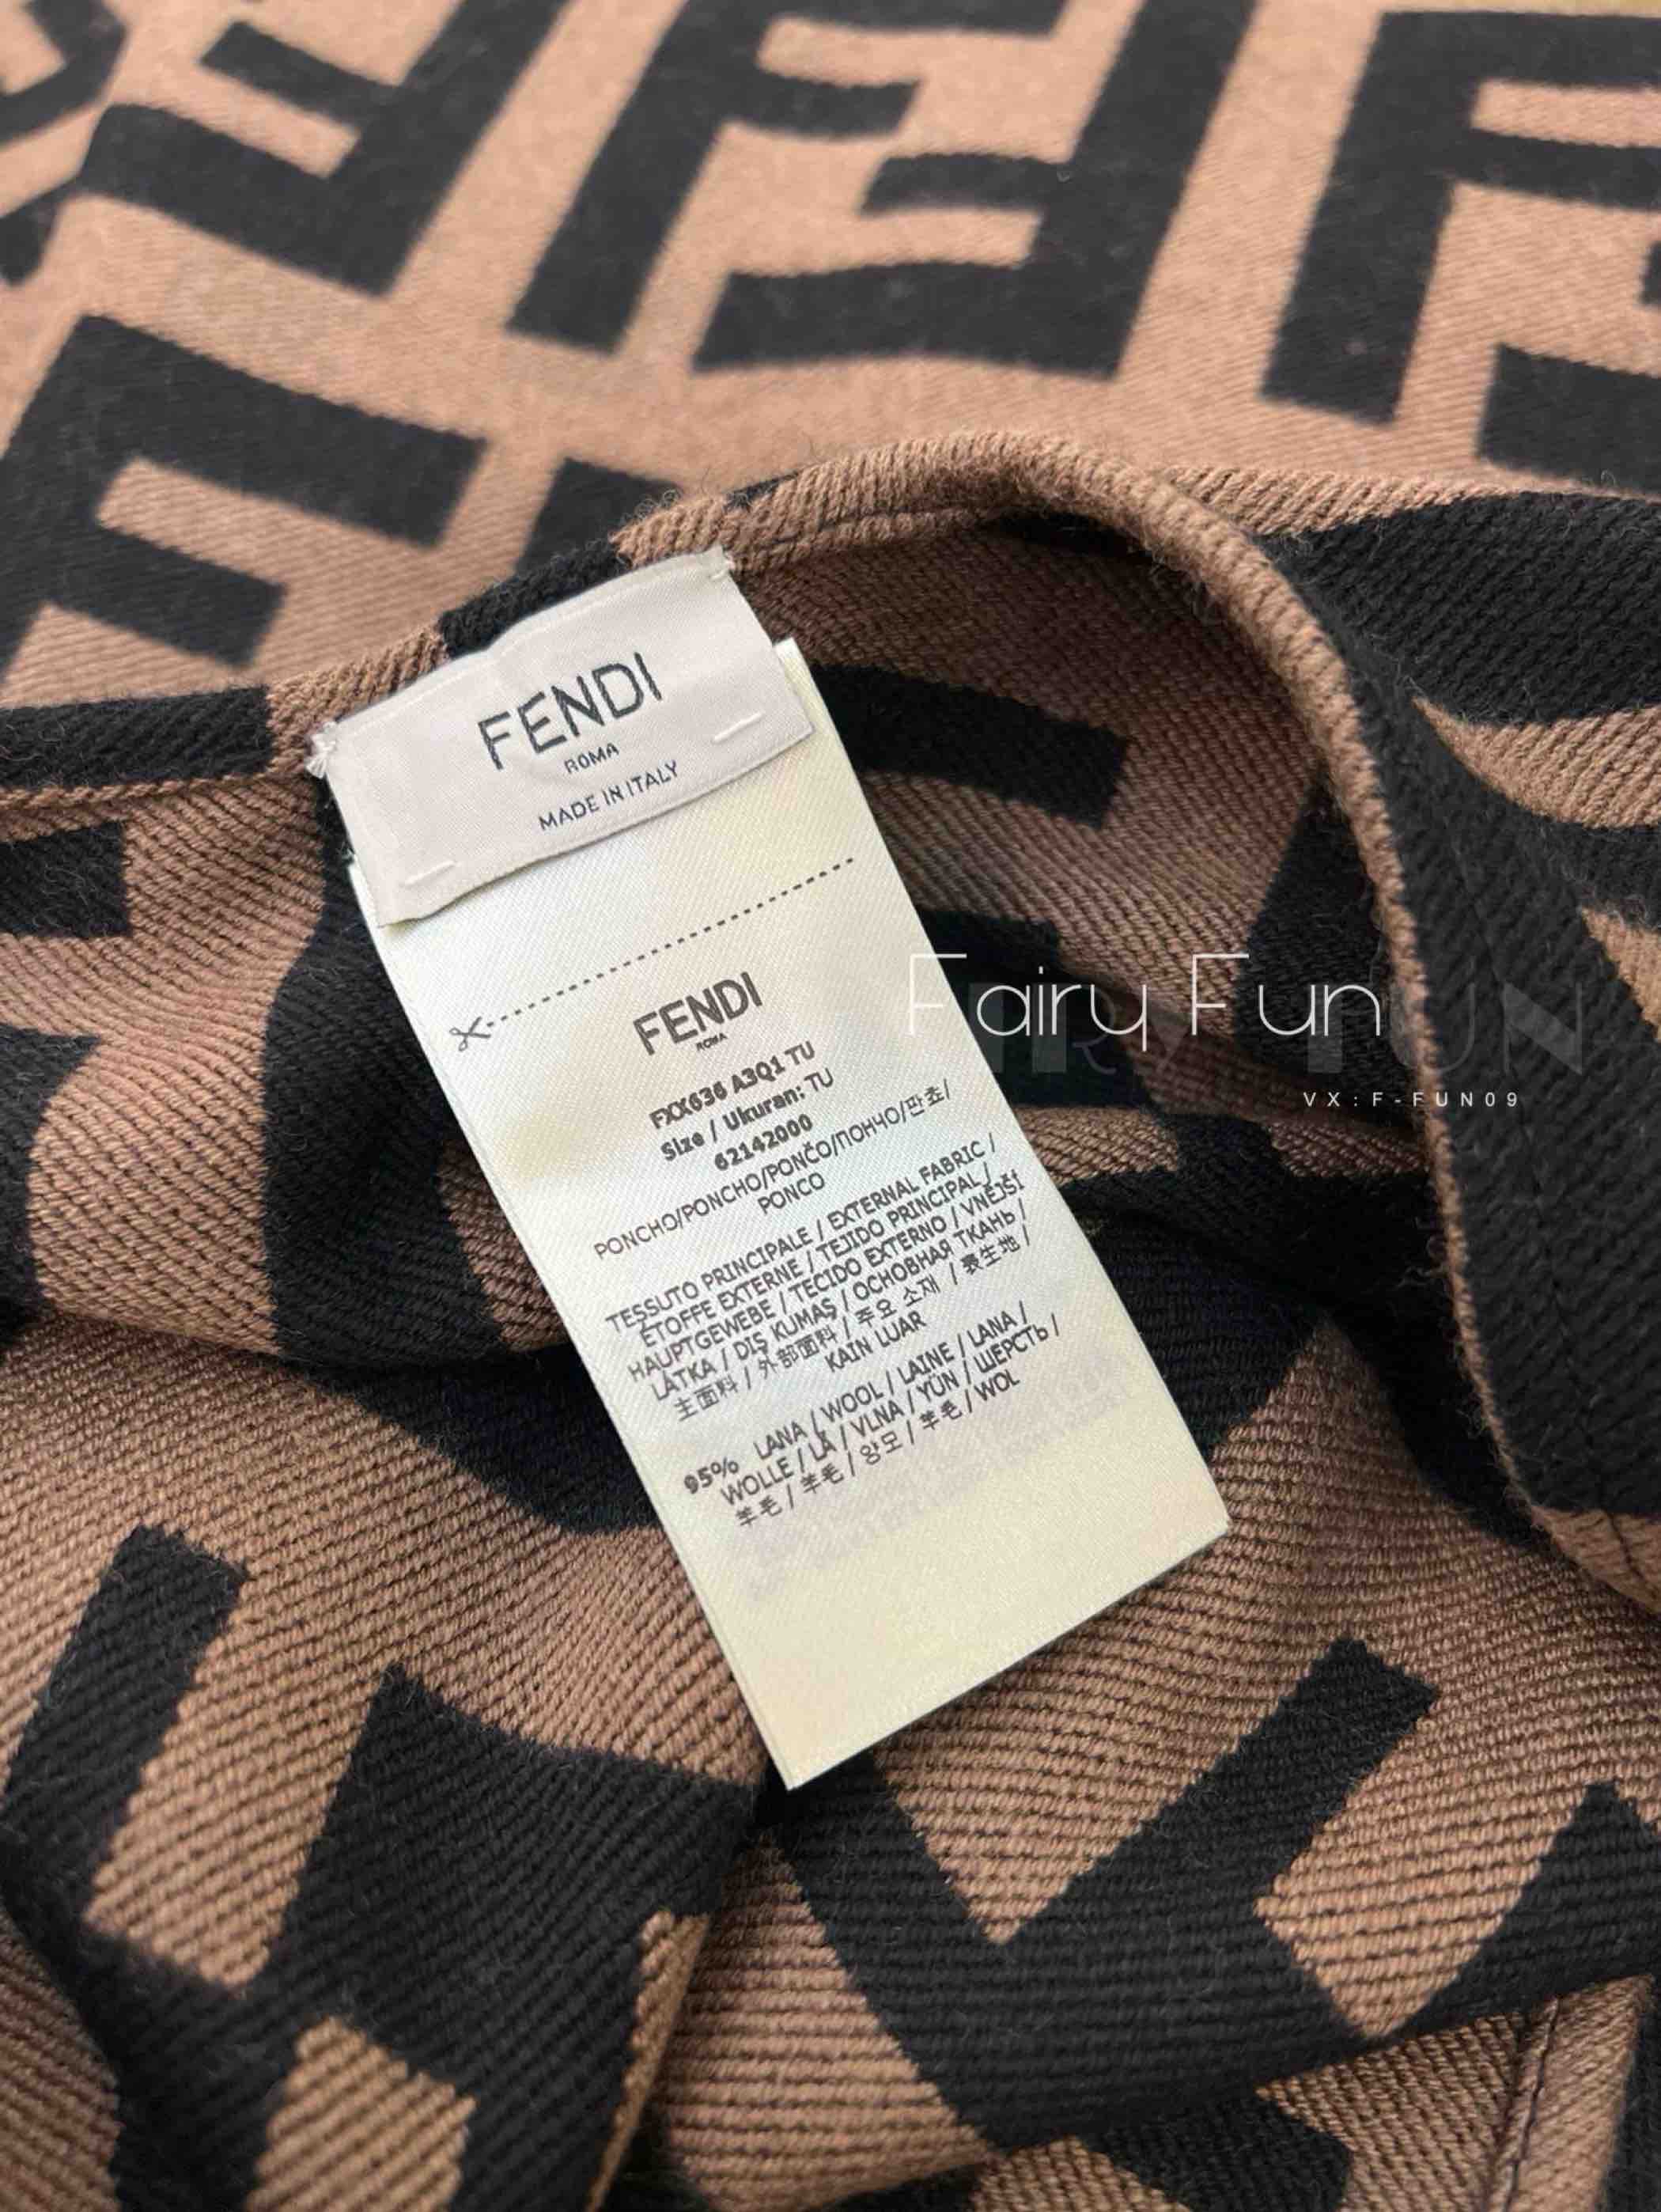 FENDI
ROMA
MADE IN ITALY
FENDI
ROMA
FXX636 A3Q1 TU
Size / Ukuran: TU
62142000
PONCHO/PONCHO/PONČO/ПОНЧО/판쵸/
PONCO
TESSUTO PRINCIPALE / EXTERNAL FABRIC /
ÉTOFFE EXTERNE / TEJIDO PRINCIPAL /
HAUPTGEWEBE / TECIDO EXTERNO / VNĚJŠÍ
LÁTKA / DIŞ KUMAŞ / ОСНОВНАЯ ТКАНЬ /
主面料 / 外部面料 / 주요 소재 / 表生地 /
KAIN LUAR
95% LANA / WOOL / LAINE / LANA /
WOLLE / LÃ / VLNA / YÜN / ШЕРСТЬ /
羊毛 / 羊毛 / 양모 / 羊毛 / WOL
Fairy Fun
VX:F-FUN09